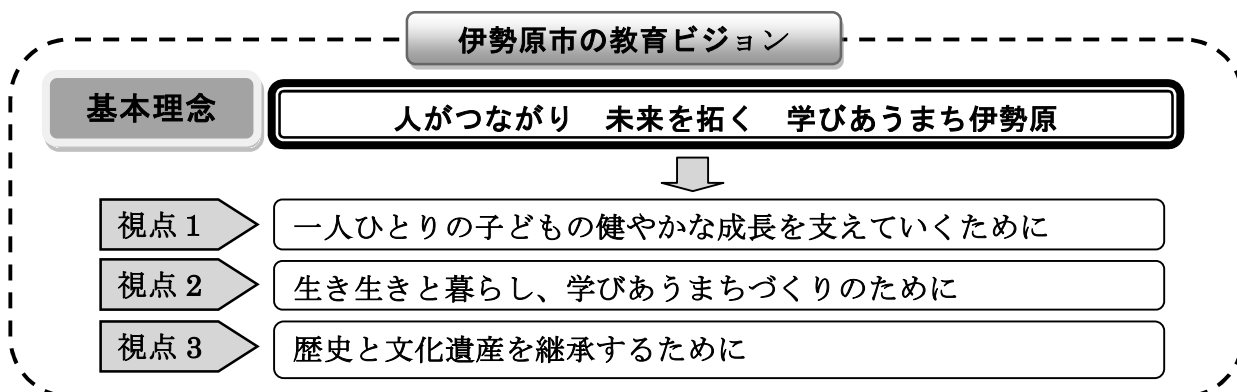 伊勢原市の教育ビジョン
基本理念
人がつながり　未来を拓く　学びあうまち伊勢原
視点１
一人ひとりの子どもの健やかな成長を支えていくために
視点２
生き生きと暮らし、学びあうまちづくりのために
視点３
歴史と文化遺産を継承するために